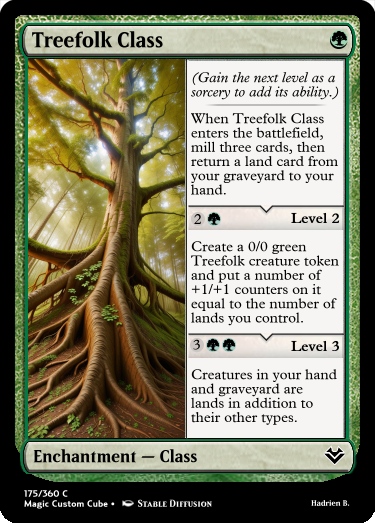 Treefolk Class
(Gain the next level as a
sorcery to add its ability.)
When Treefolk Class
enters the battlefield,
mill three cards, then
return a land card from
your graveyard to your
hand.
2 Level 2
Create a 0/0 green
Treefolk creature token
and put a number of
+1/+1 counters on it
equal to the number of
lands you control.
3 Level 3
Creatures in your hand
and graveyard are
lands in addition to
their other types.
Enchantment — Class
175/360 C
Magic Custom Cube • Stable Diffusion
Hadrien B.